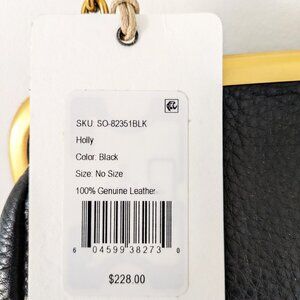 SKU: SO-82351BLK
Holly
Color: Black
Size: No Size
100% Genuine Leather
6 04599 38273 0
$228.00